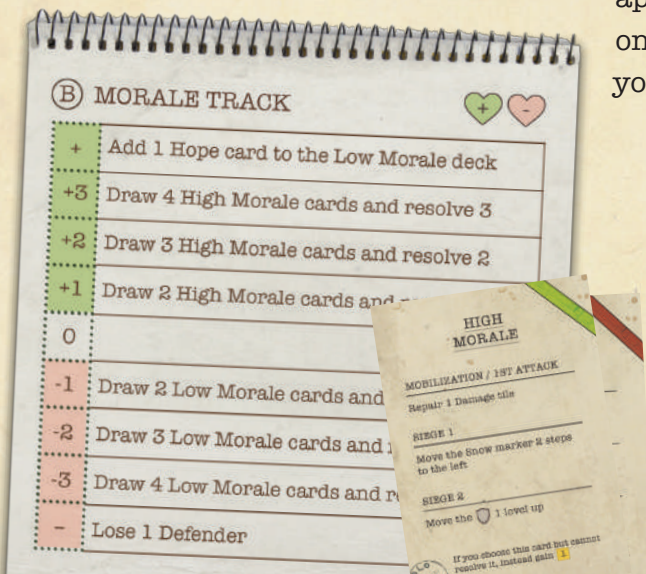 on
yo
B MORALE TRACK + -
+ Add 1 Hope card to the Low Morale deck
+3 Draw 4 High Morale cards and resolve 3
+2 Draw 3 High Morale cards and resolve 2
+1 Draw 2 High Morale cards and
0
-1 Draw 2 Low Morale cards and
-2 Draw 3 Low Morale cards and
-3 Draw 4 Low Morale cards and
- Lose 1 Defender
HIGH
MORALE
MOBILIZATION / 1ST ATTACK
Repair 1 Damage tile
SIEGE 1
Move the Snow marker 2 steps
to the left
SIEGE 2
Move the 1 level up
If you choose this card but cannot
resolve it, instead gain 1